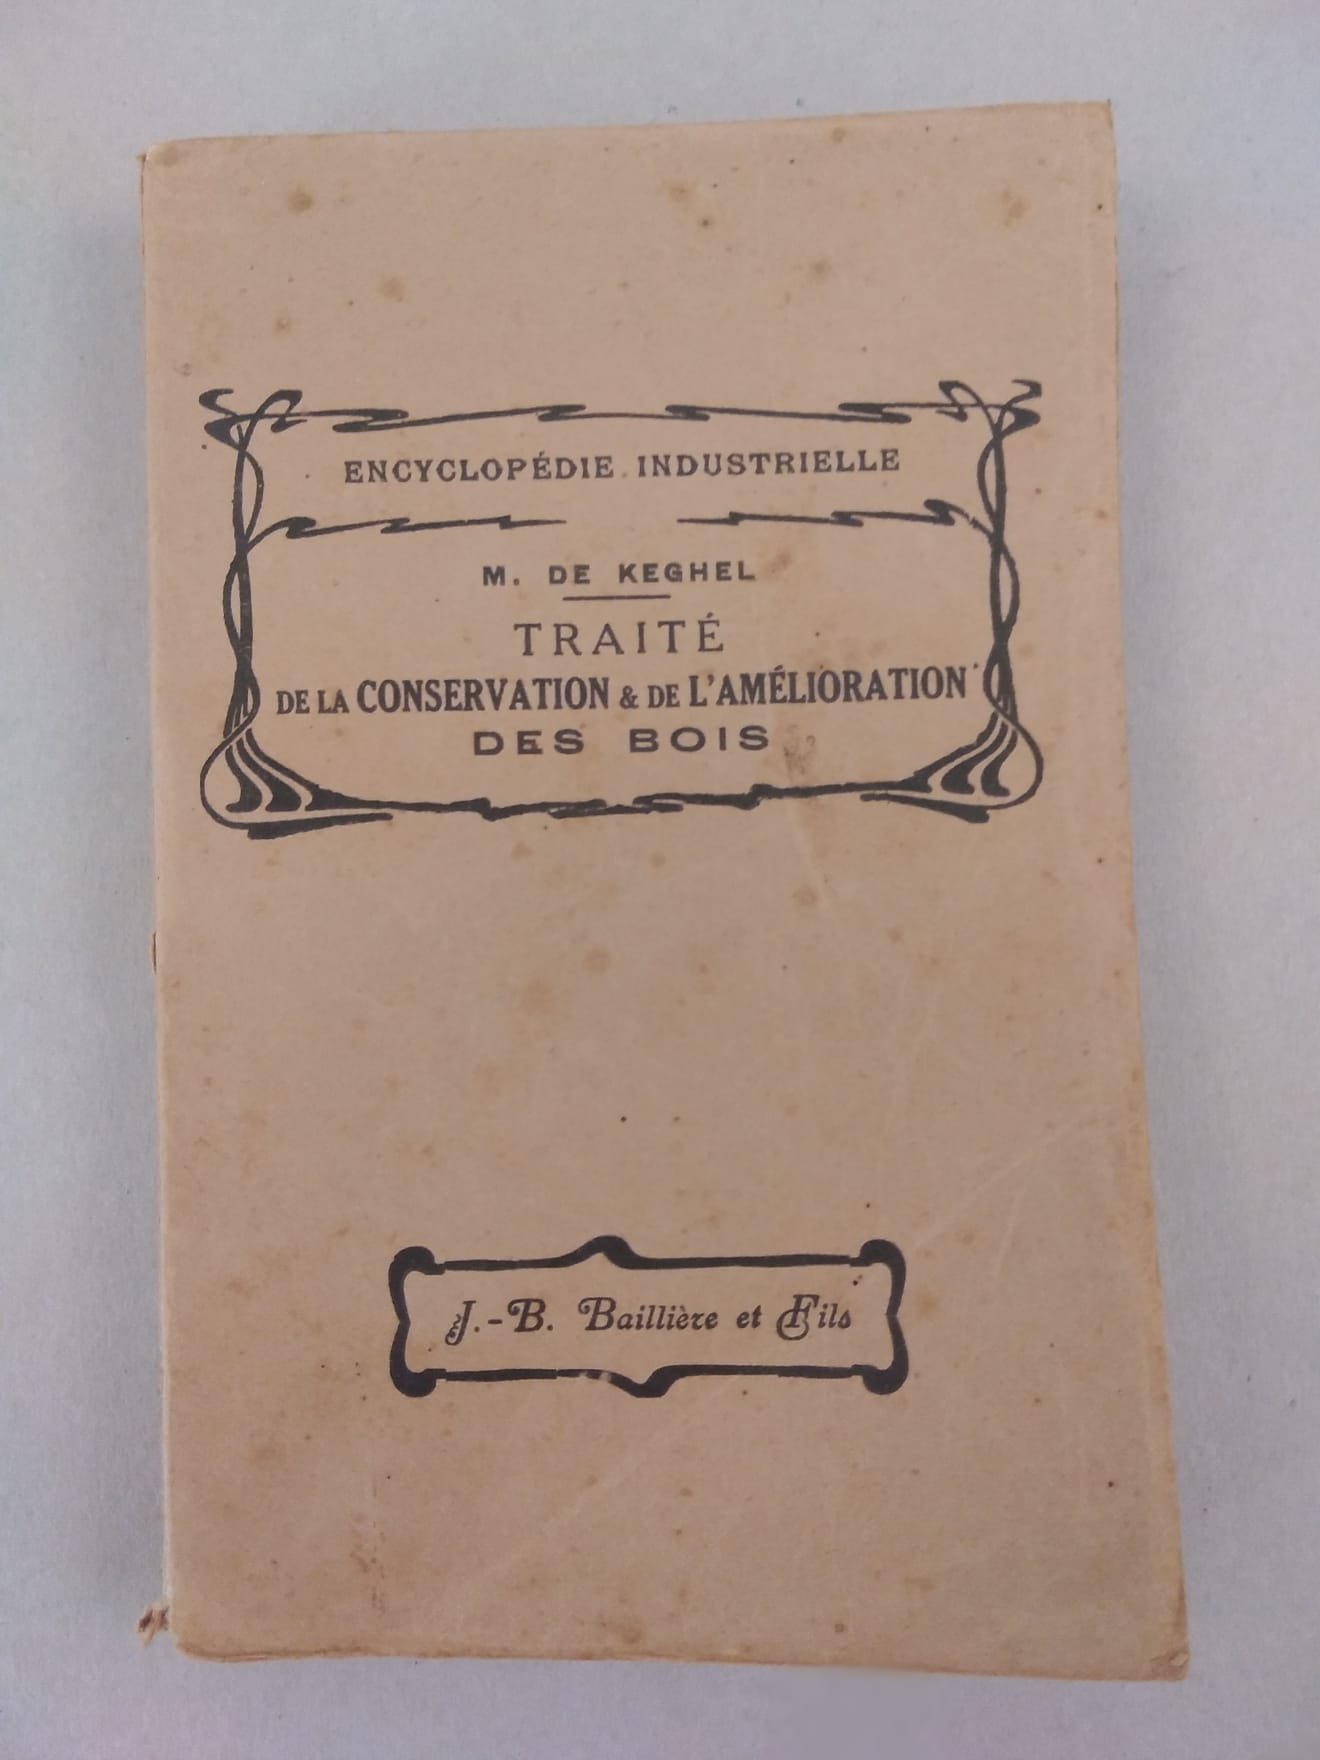 ENCYCLOPÉDIE INDUSTRIELLE
M. DE KEGHEL
TRAITÉ
DE LA CONSERVATION & DE L'AMÉLIORATION
DES BOIS
J.-B. Baillière et Fils